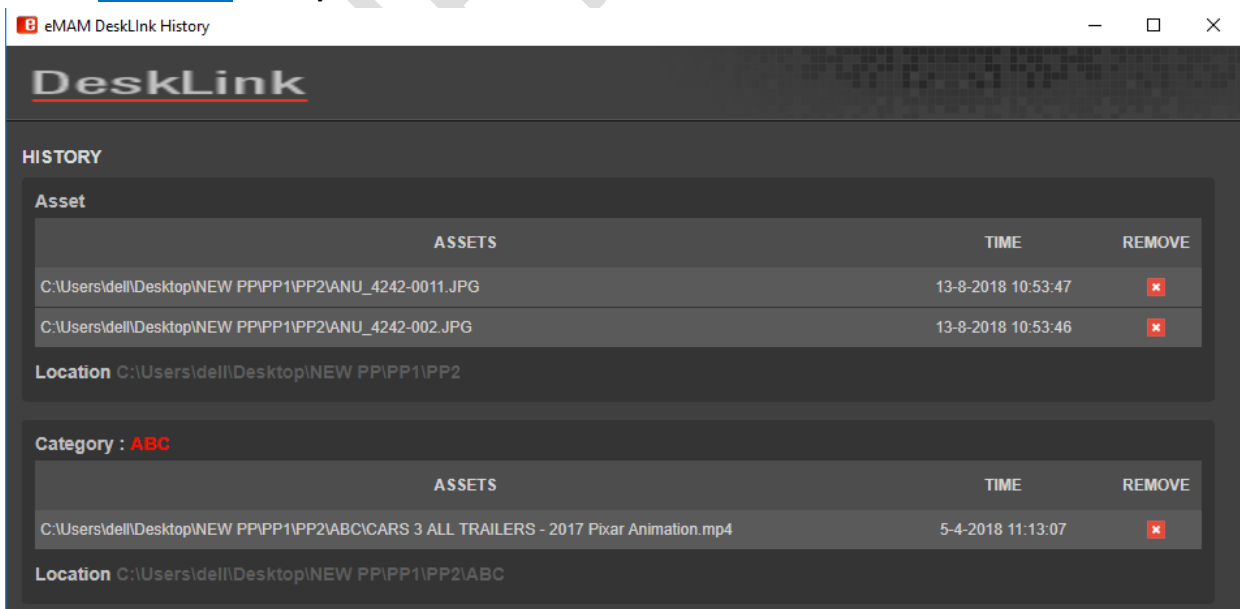 eMAM DeskLInk History
DeskLink
HISTORY
Asset
ASSETS TIME REMOVE
C:\Users\dell\Desktop\NEW PP\PP1\PP2\ANU_4242-0011.JPG 13-8-2018 10:53:47
C:\Users\dell\Desktop\NEW PP\PP1\PP2\ANU_4242-002.JPG 13-8-2018 10:53:46
Location C:\Users\dell\Desktop\NEW PP\PP1\PP2
Category : ABC
ASSETS TIME REMOVE
C:\Users\dell\Desktop\NEW PP\PP1\PP2\ABC\CARS 3 ALL TRAILERS - 2017 Pixar Animation.mp4 5-4-2018 11:13:07
Location C:\Users\dell\Desktop\NEW PP\PP1\PP2\ABC